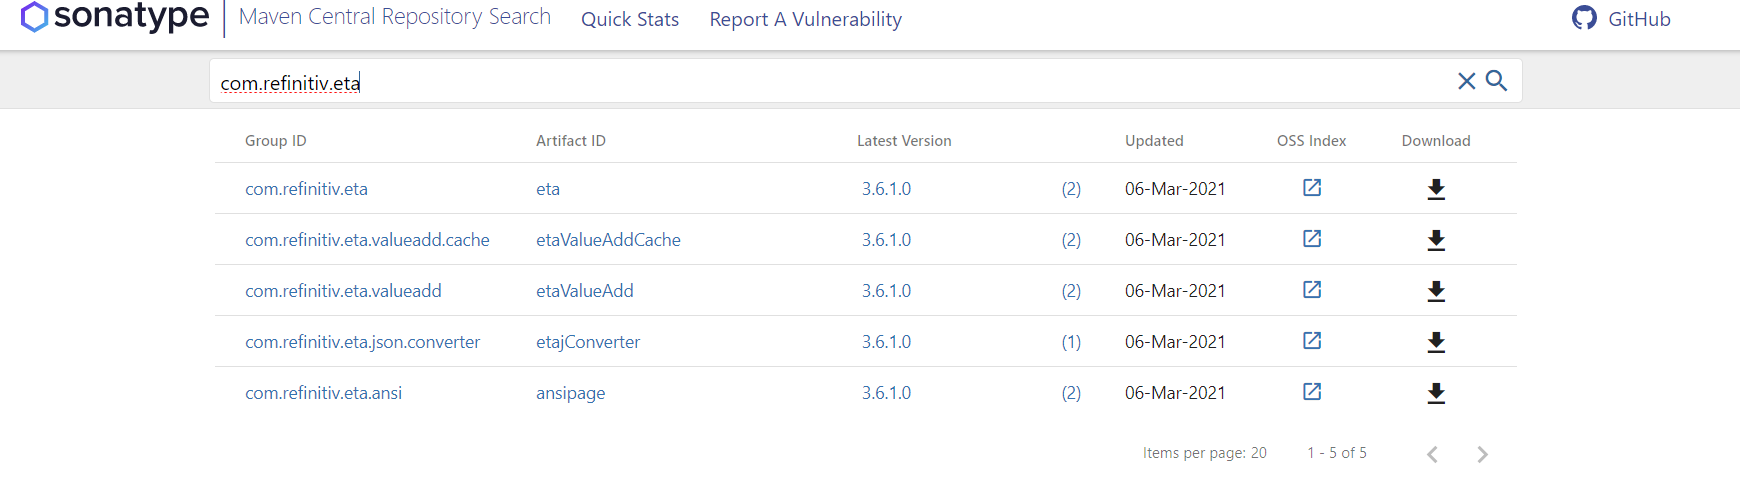 sonatype Maven Central Repository Search Quick Stats Report A Vulnerability GitHub
com.refinitiv.eta
Group ID Artifact ID Latest Version Updated OSS Index Download
com.refinitiv.eta eta 3.6.1.0 (2) 06-Mar-2021
com.refinitiv.eta.valueadd.cache etaValueAddCache 3.6.1.0 (2) 06-Mar-2021
com.refinitiv.eta.valueadd etaValueAdd 3.6.1.0 (2) 06-Mar-2021
com.refinitiv.eta.json.converter etajConverter 3.6.1.0 (1) 06-Mar-2021
com.refinitiv.eta.ansi ansipage 3.6.1.0 (2) 06-Mar-2021
Items per page: 20 1 - 5 of 5